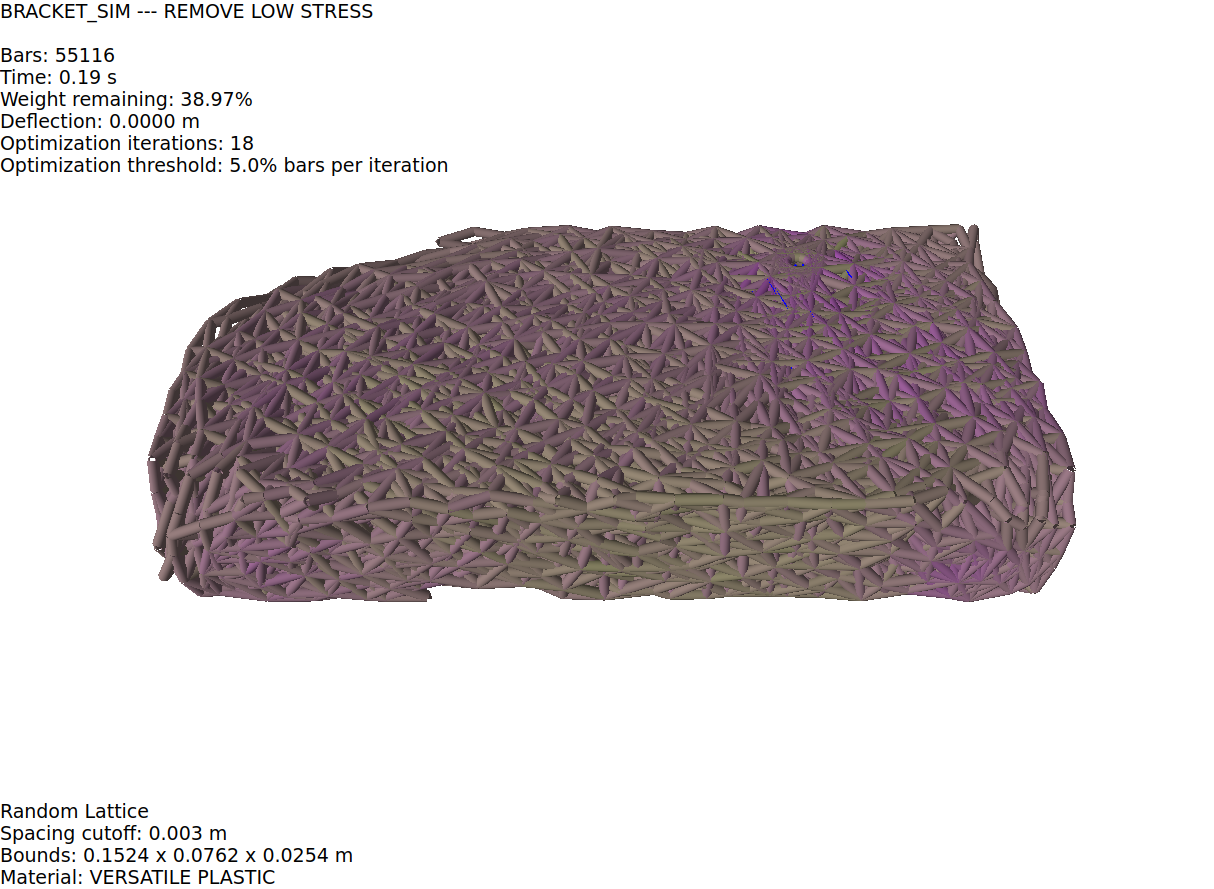 BRACKET_SIM --- REMOVE LOW STRESS
Bars: 55116
Time: 0.19 s
Weight remaining: 38.97%
Deflection: 0.0000 m
Optimization iterations: 18
Optimization threshold: 5.0% bars per iteration
Random Lattice
Spacing cutoff: 0.003 m
Bounds: 0.1524 x 0.0762 x 0.0254 m
Material: VERSATILE PLASTIC